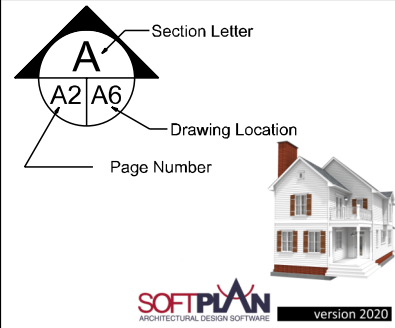 Section Letter
A
A2 A6
Drawing Location
Page Number
SOFTPLAN
ARCHITECTURAL DESIGN SOFTWARE
version 2020